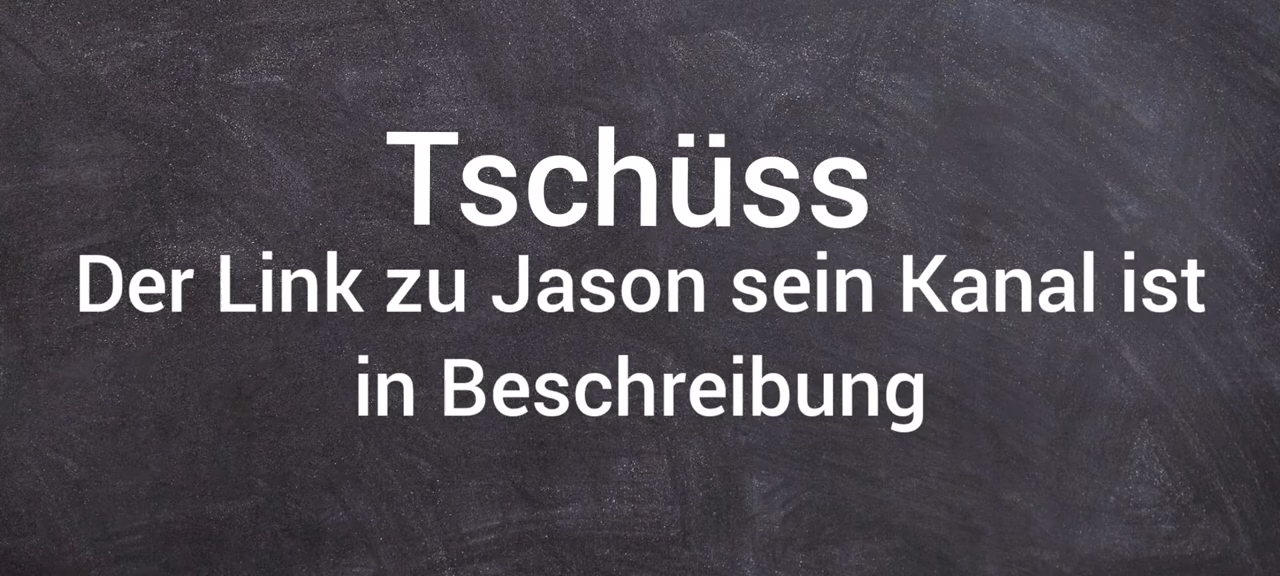 Tschüss
Der Link zu Jason sein Kanal ist
in Beschreibung